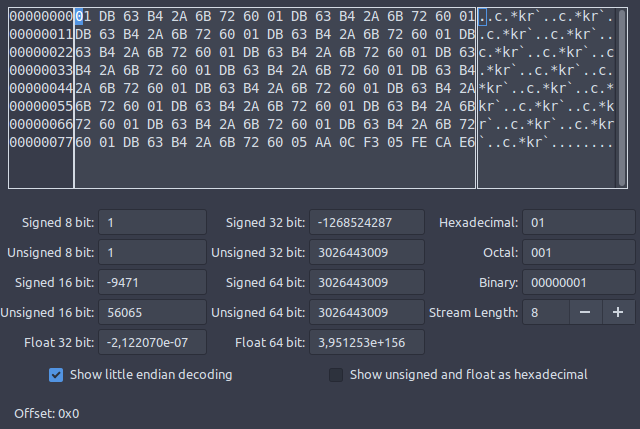 00000000 01 DB 63 B4 2A 6B 72 60 01 DB 63 B4 2A 6B 72 60 01 ..c.*kr`..c.*kr`.
00000011 DB 63 B4 2A 6B 72 60 01 DB 63 B4 2A 6B 72 60 01 DB .c.*kr`..c.*kr`..
00000022 63 B4 2A 6B 72 60 01 DB 63 B4 2A 6B 72 60 01 DB 63 c.*kr`..c.*kr`..c
00000033 B4 2A 6B 72 60 01 DB 63 B4 2A 6B 72 60 01 DB 63 B4 .*kr`..c.*kr`..c.
00000044 2A 6B 72 60 01 DB 63 B4 2A 6B 72 60 01 DB 63 B4 2A *kr`..c.*kr`..c.*
00000055 6B 72 60 01 DB 63 B4 2A 6B 72 60 01 DB 63 B4 2A 6B kr`..c.*kr`..c.*k
00000066 72 60 01 DB 63 B4 2A 6B 72 60 01 DB 63 B4 2A 6B 72 r`..c.*kr`..c.*kr
00000077 60 01 DB 63 B4 2A 6B 72 60 05 AA 0C F3 05 FE CA E6 `..c.*kr`........
Signed 8 bit: 1 Signed 32 bit: -1268524287 Hexadecimal: 01
Unsigned 8 bit: 1 Unsigned 32 bit: 3026443009 Octal: 001
Signed 16 bit: -9471 Signed 64 bit: 3026443009 Binary: 00000001
Unsigned 16 bit: 56065 Unsigned 64 bit: 3026443009 Stream Length: 8 − +
Float 32 bit: -2,122070e-07 Float 64 bit: 3,951253e+156
Show little endian decoding Show unsigned and float as hexadecimal
Offset: 0x0